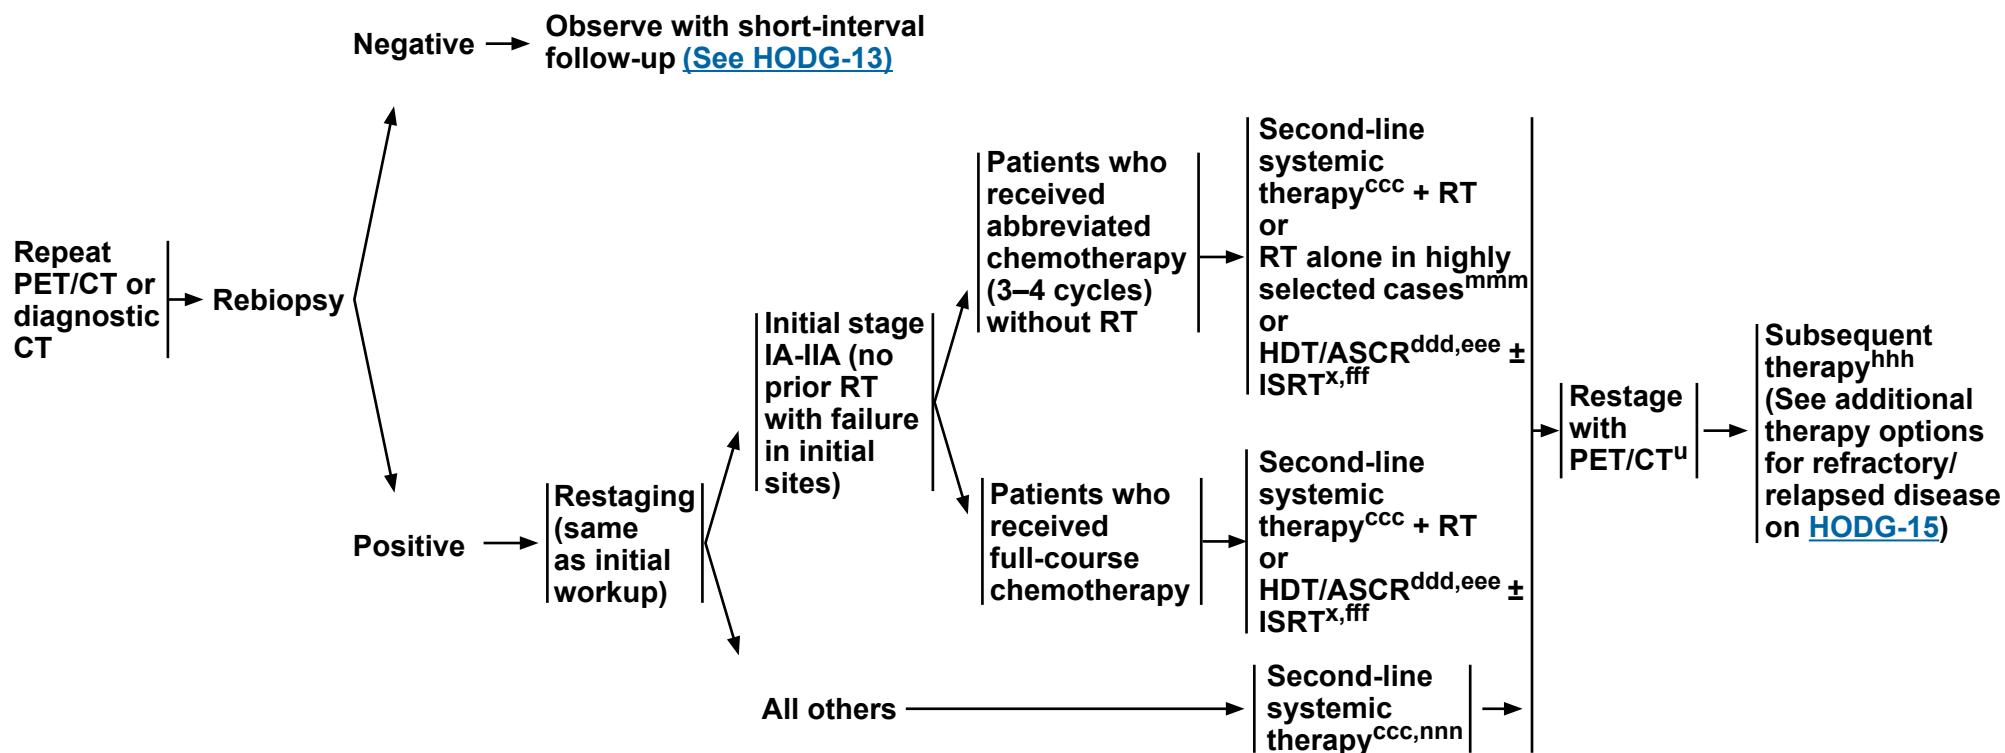 Repeat
PET/CT or
diagnostic
CT
Rebiopsy
Negative
Observe with short-interval
follow-up (See HODG-13)
Positive
Restaging
(same
as initial
workup)
Initial stage
IA-IIA (no
prior RT
with failure
in initial
sites)
Patients who
received
abbreviated
chemotherapy
(3–4 cycles)
without RT
Second-line
systemic
therapyccc + RT
or
RT alone in highly
selected casesmmm
or
HDT/ASCRddd,eee ±
ISRTx,fff
Patients who
received
full-course
chemotherapy
Second-line
systemic
therapyccc + RT
or
HDT/ASCRddd,eee ±
ISRTx,fff
All others
Second-line
systemic
therapyccc,nnn
Restage
with
PET/CTu
Subsequent
therapyhhh
(See additional
therapy options
for refractory/
relapsed disease
on HODG-15)